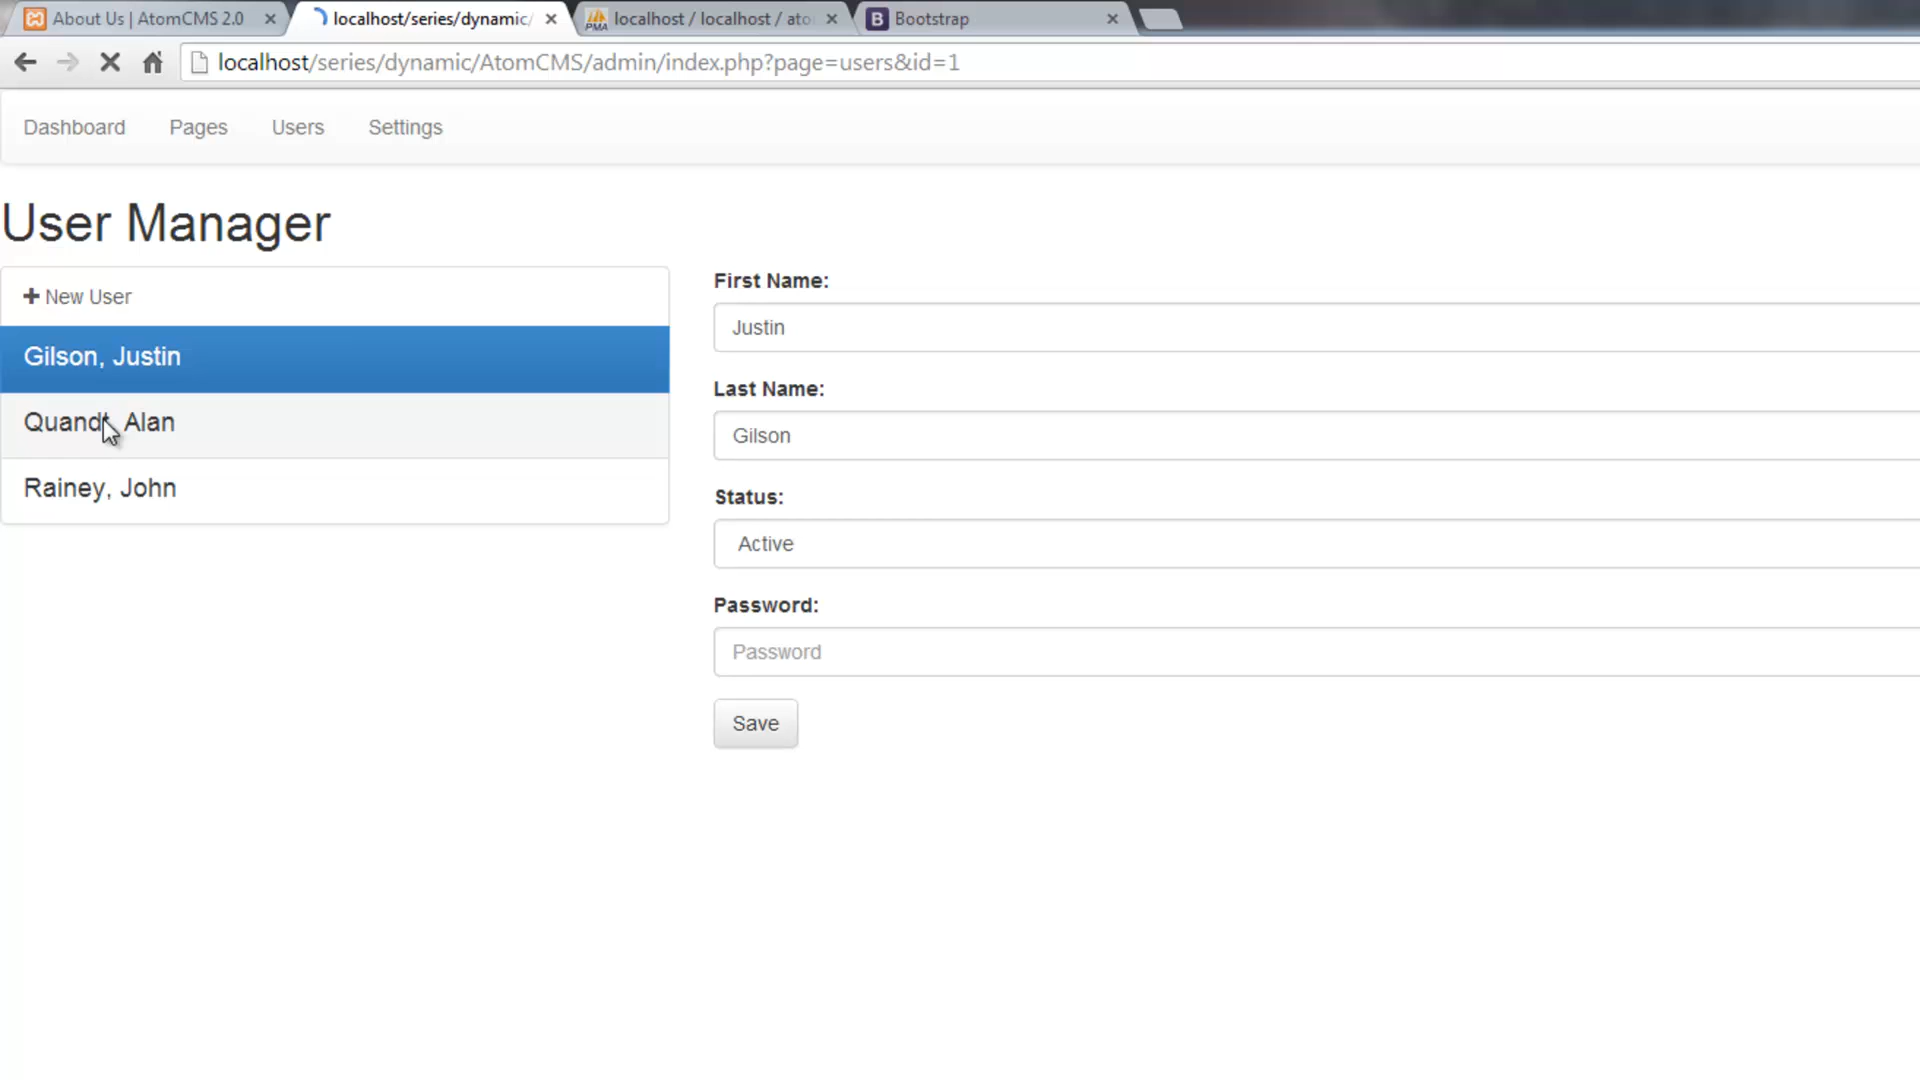 About Us | AtomCMS 2.0
localhost/series/dynamic/
PMA localhost / localhost / ato
B Bootstrap
localhost/series/dynamic/AtomCMS/admin/index.php?page=users&id=1
Dashboard Pages Users Settings
User Manager
New User
Gilson, Justin
Quandt, Alan
Rainey, John
First Name:
Justin
Last Name:
Gilson
Status:
Active
Password:
Password
Save